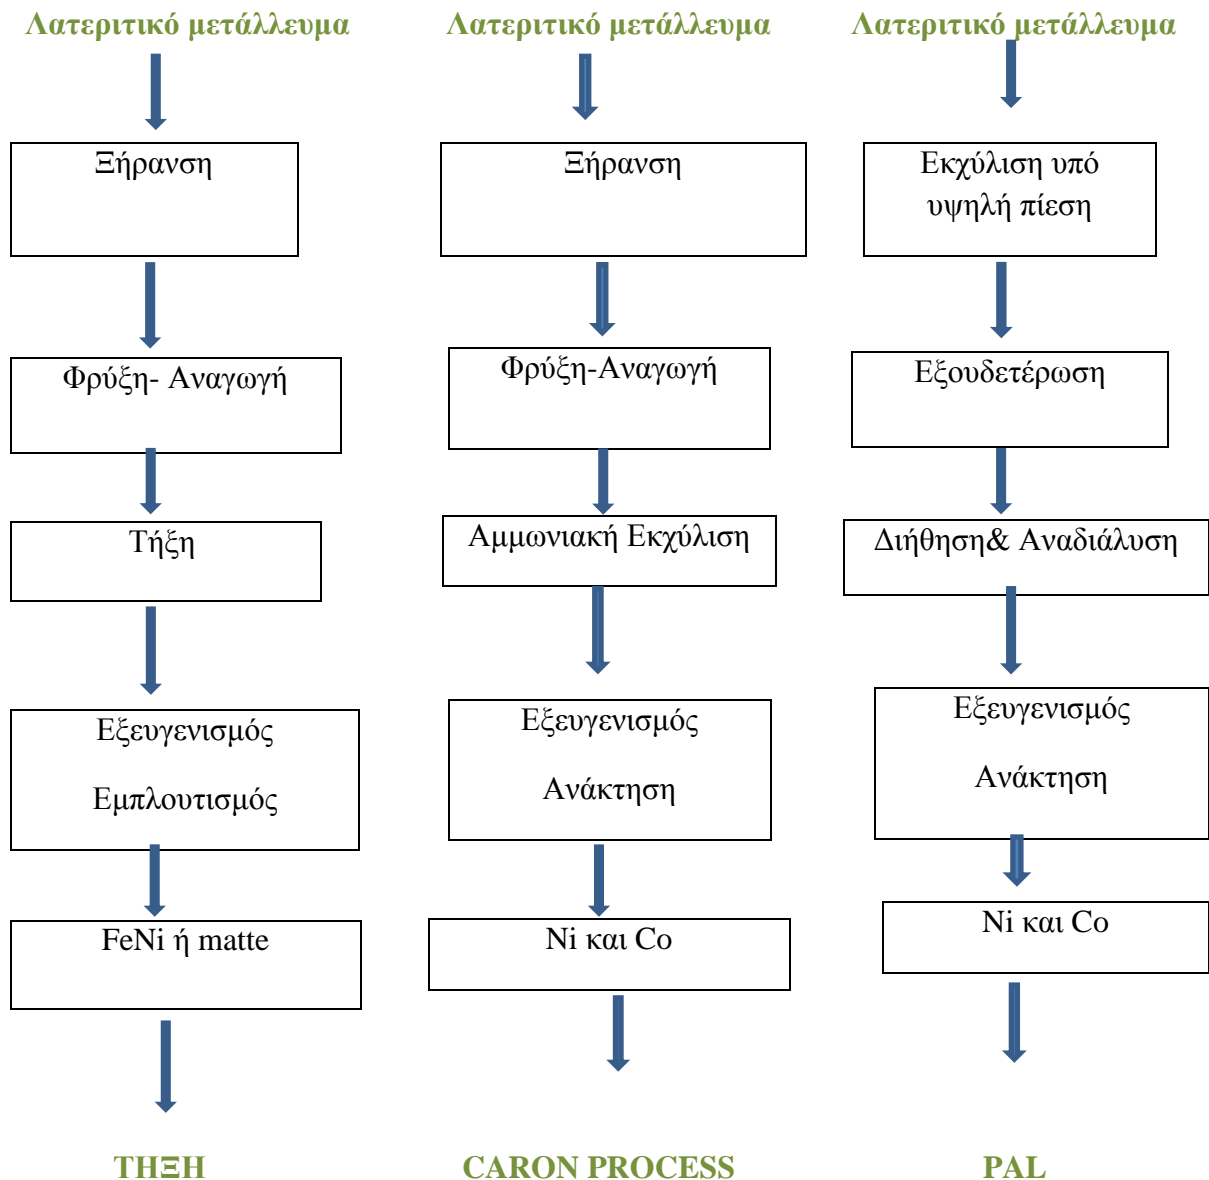 Λατεριτικό μετάλλευμα
Ξήρανση
Φρύξη- Αναγωγή
Τήξη
Εξευγενισμός
Εμπλουτισμός
FeNi ή matte
ΤΗΞΗ
Λατεριτικό μετάλλευμα
Ξήρανση
Φρύξη-Αναγωγή
Αμμωνιακή Εκχύλιση
Εξευγενισμός
Ανάκτηση
Ni και Co
CARON PROCESS
Λατεριτικό μετάλλευμα
Εκχύλιση υπό
υψηλή πίεση
Εξουδετέρωση
Διήθηση& Αναδιάλυση
Εξευγενισμός
Ανάκτηση
Ni και Co
PAL